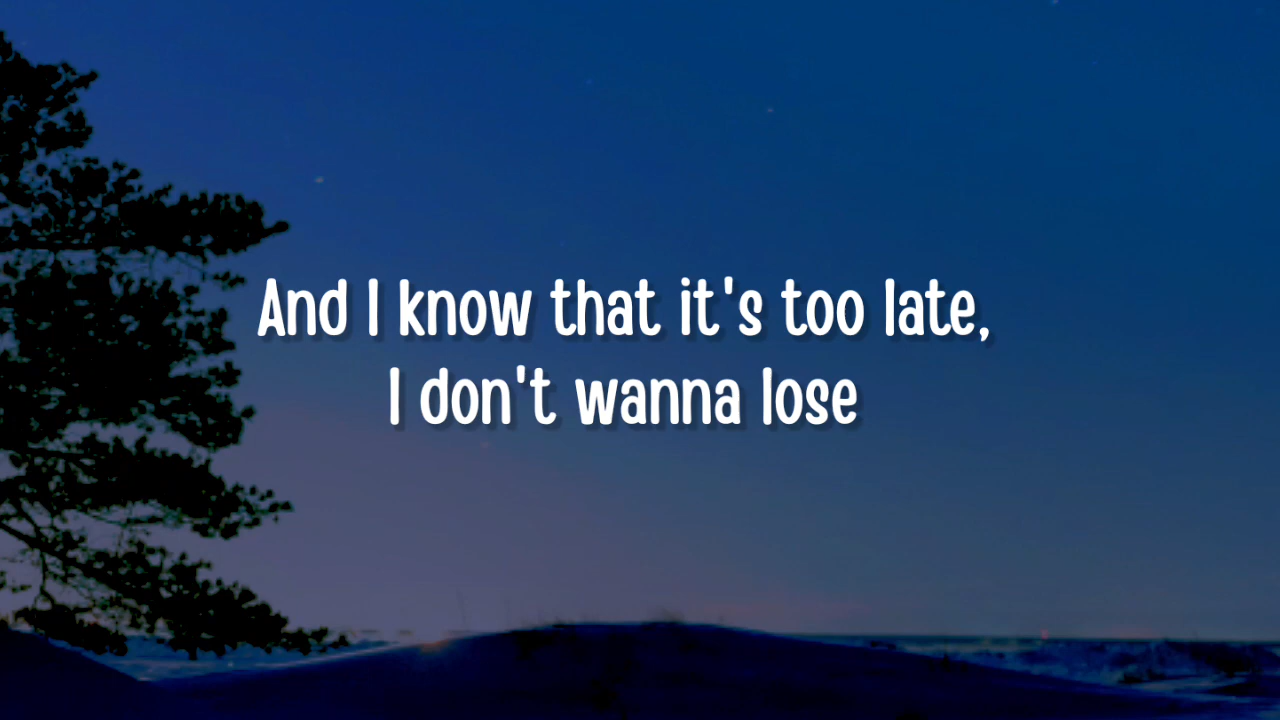 And I know that it's too late,
I don't wanna lose